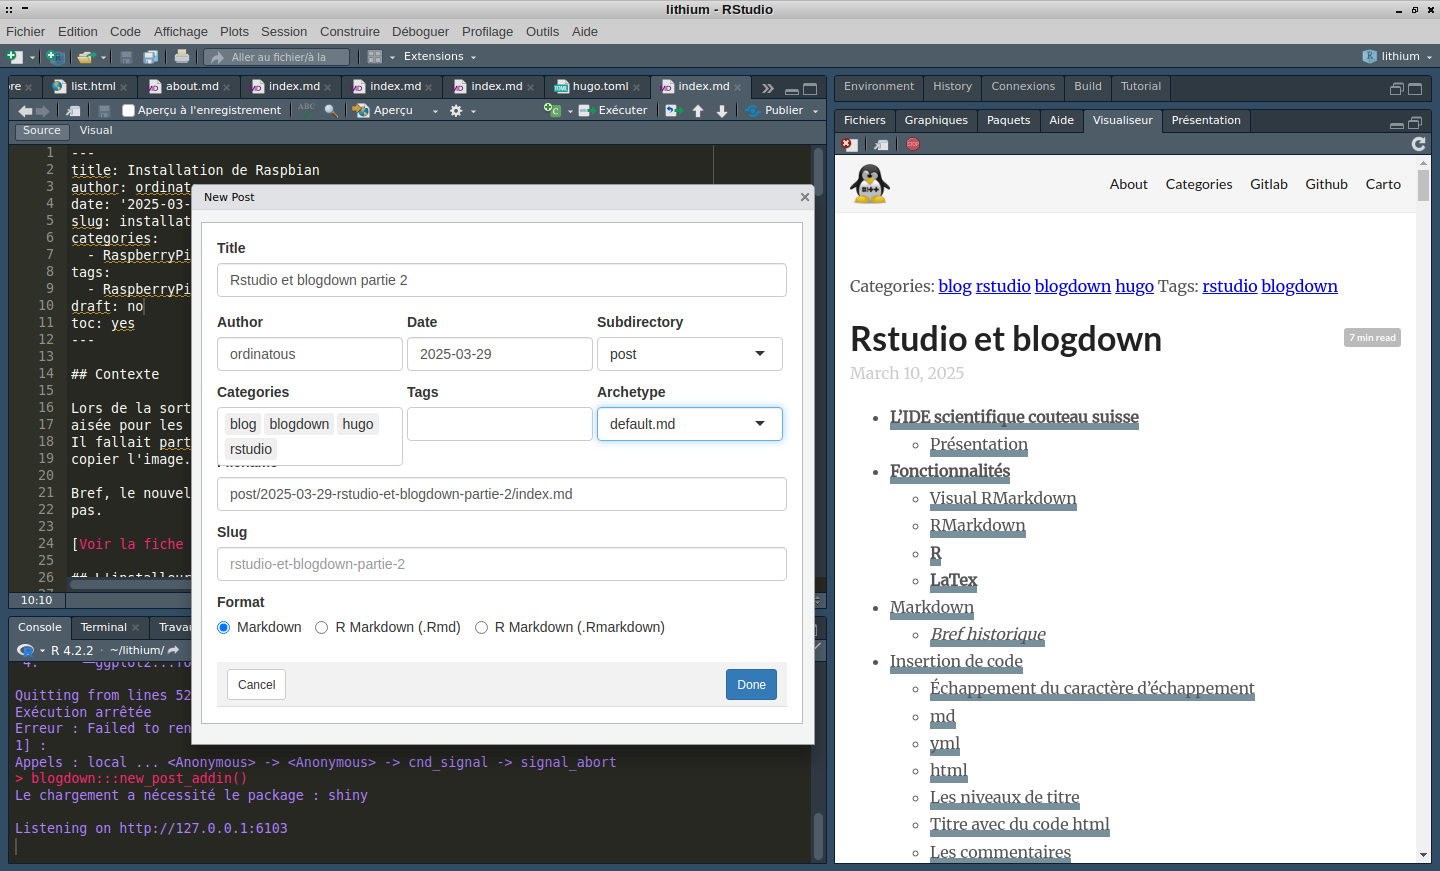 lithium - RStudio
Fichier Edition Code Affichage Plots Session Construire Déboguer Profilage Outils Aide
Aller au fichier/à la
Extensions
lithium
ore
list.html
about.md
index.md
index.md
index.md
hugo.toml
index.md
Aperçu à l'enregistrement
ABC
Aperçu
Exécuter
Publier
Source Visual
1 ---
2 title: Installation de Raspbian
3 author: ordinat
4 date: '2025-03-
5 slug: installat
6 categories:
7 - RaspberryPi
8 tags:
9 - RaspberryPi
10 draft: no
11 toc: yes
12 ---
13
14 ## Contexte
15
16 Lors de la sort
17 aisée pour les
18 Il fallait part
19 copier l'image.
20
21 Bref, le nouvel
22 pas.
23
24 [Voir la fiche
25
26 ## L'installeur
27
10:10
New Post
Title
Rstudio et blogdown partie 2
Author Date Subdirectory
ordinatous 2025-03-29 post
Categories Tags Archetype
blog blogdown hugo
rstudio
default.md
Filename
post/2025-03-29-rstudio-et-blogdown-partie-2/index.md
Slug
rstudio-et-blogdown-partie-2
Format
Markdown R Markdown (.Rmd) R Markdown (.Rmarkdown)
Cancel Done
Console Terminal Travau
R 4.2.2 · ~/lithium/
4. ─ggplot2...fo
Quitting from lines 52
Exécution arrêtée
Erreur : Failed to ren
1] :
Appels : local ... <Anonymous> -> <Anonymous> -> cnd_signal -> signal_abort
> blogdown:::new_post_addin()
Le chargement a nécessité le package : shiny
Listening on http://127.0.0.1:6103
Environment History Connexions Build Tutorial
Fichiers Graphiques Paquets Aide Visualiseur Présentation
STOP
About Categories Gitlab Github Carto
Categories: blog rstudio blogdown hugo Tags: rstudio blogdown
Rstudio et blogdown
7 min read
March 10, 2025
L'IDE scientifique couteau suisse
Présentation
Fonctionnalités
Visual RMarkdown
RMarkdown
R
LaTex
Markdown
Bref historique
Insertion de code
Échappement du caractère d'échappement
md
yml
html
Les niveaux de titre
Titre avec du code html
Les commentaires